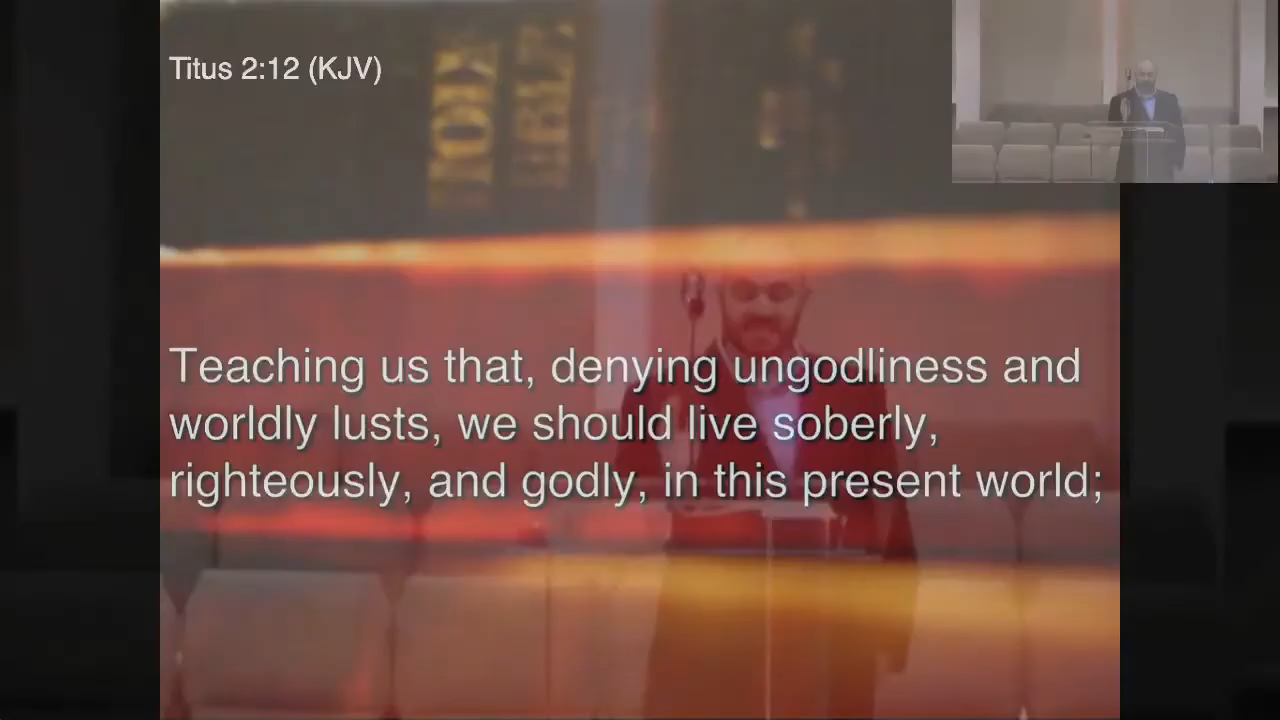 Titus 2:12 (KJV)
Teaching us that, denying ungodliness and
worldly lusts, we should live soberly,
righteously, and godly, in this present world;